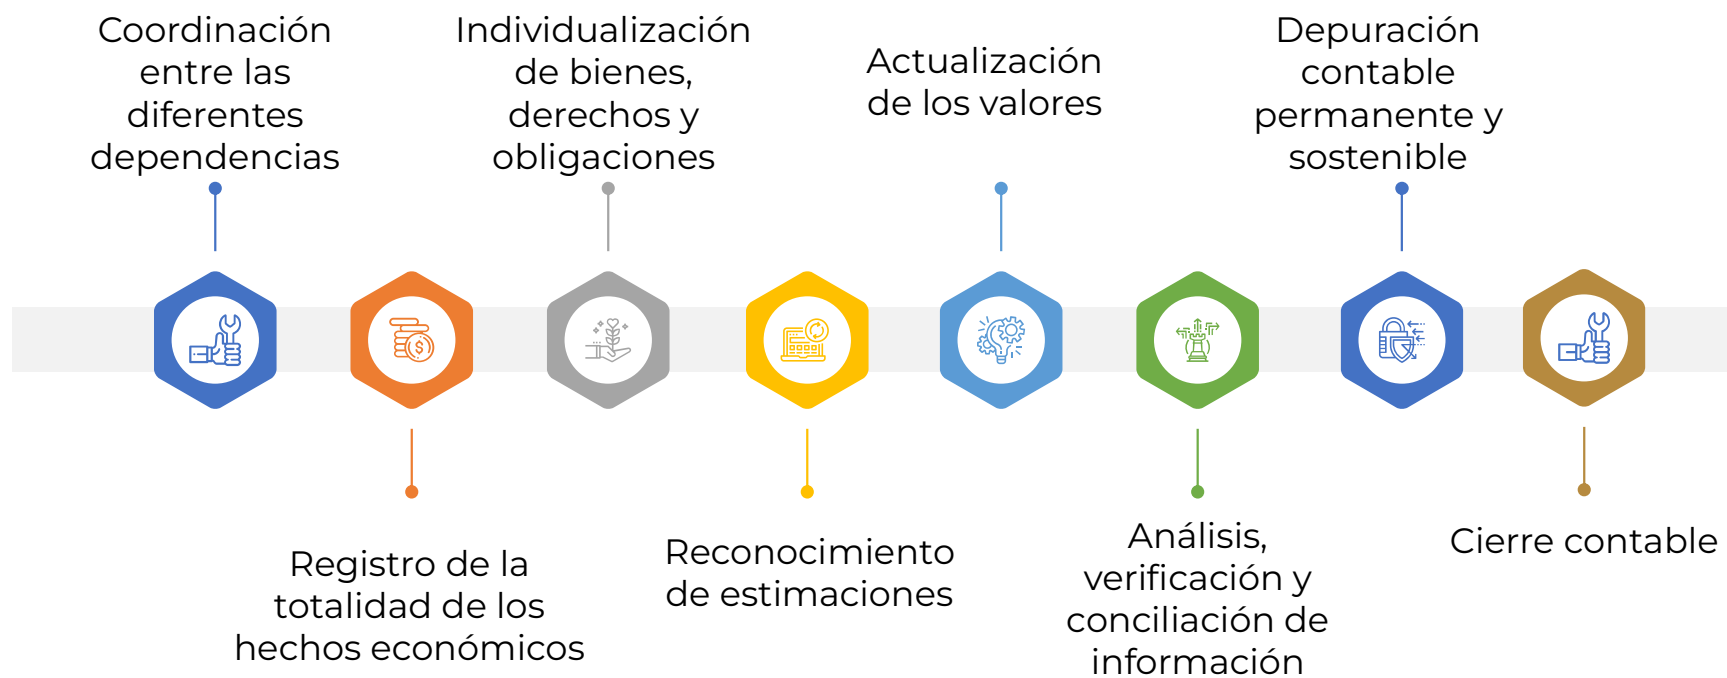 Coordinación
entre las
diferentes
dependencias
Registro de la
totalidad de los
hechos económicos
Individualización
de bienes,
derechos y
obligaciones
Reconocimiento
de estimaciones
Actualización
de los valores
Análisis,
verificación y
conciliación de
información
Depuración
contable
permanente y
sostenible
Cierre contable